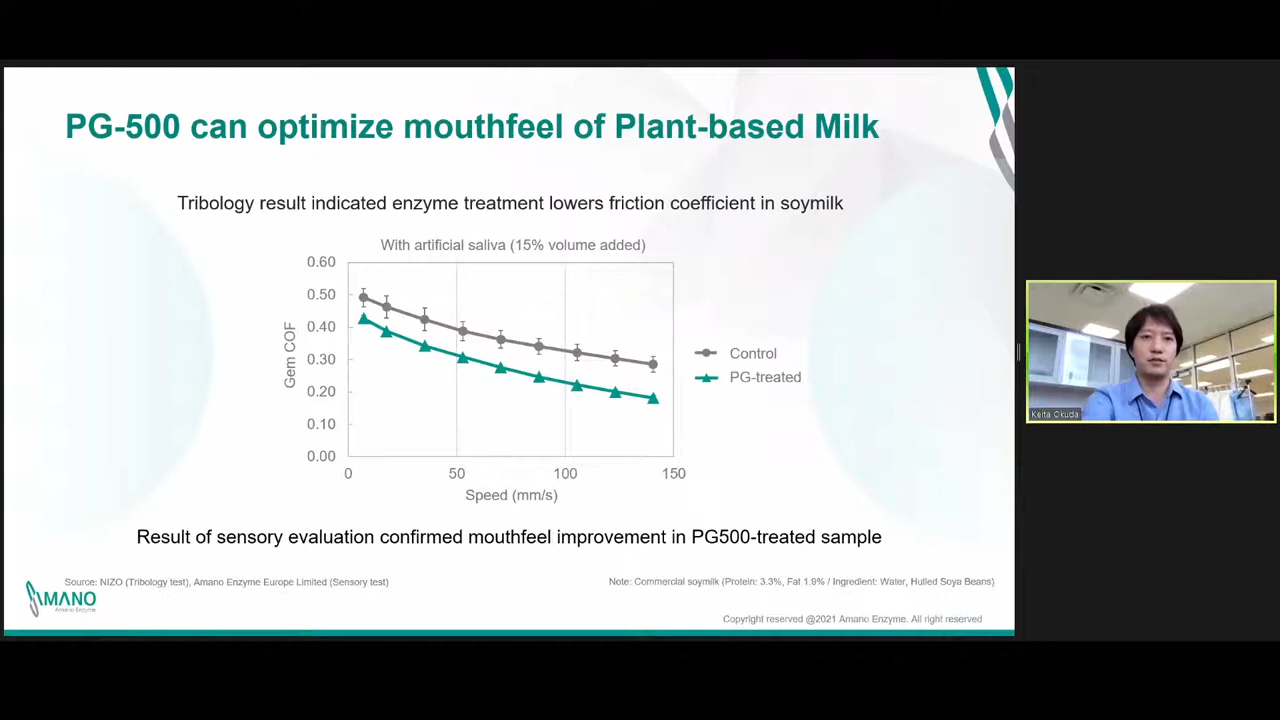 PG-500 can optimize mouthfeel of Plant-based Milk
Tribology result indicated enzyme treatment lowers friction coefficient in soymilk
With artificial saliva (15% volume added)
0.60
0.50
0.40
0.30
0.20
0.10
0.00
Gem COF
0 50 100 150
Speed (mm/s)
Control
PG-treated
Keita Okuda
Result of sensory evaluation confirmed mouthfeel improvement in PG500-treated sample
Source: NIZO (Tribology test), Amano Enzyme Europe Limited (Sensory test)
Note: Commercial soymilk (Protein: 3.3%, Fat 1.9% / Ingredient: Water, Hulled Soya Beans)
AMANO
Amano Enzyme
Copyright reserved @2021 Amano Enzyme. All right reserved